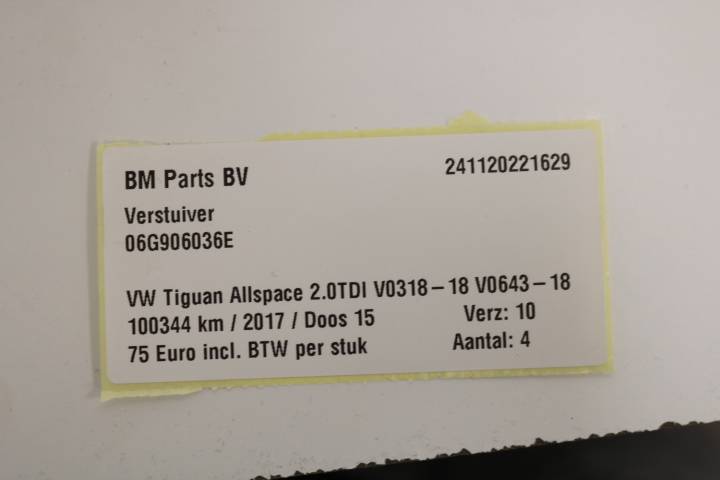 BM Parts BV 241120221629
Verstuiver
06G906036E
VW Tiguan Allspace 2.0TDI V0318-18 V0643-18
100344 km / 2017 / Doos 15 Verz: 10
75 Euro incl. BTW per stuk Aantal: 4